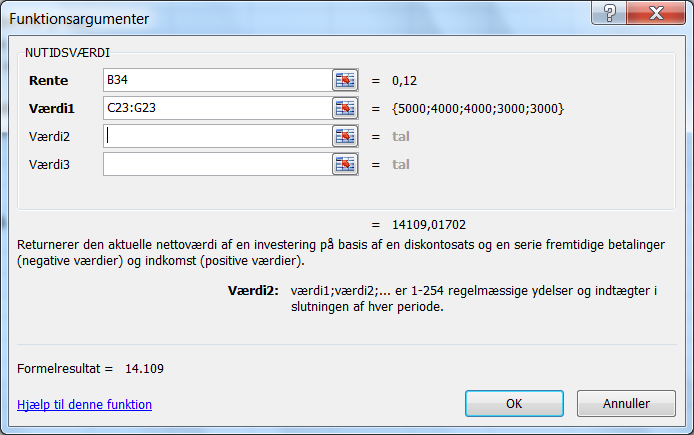 Funktionsargumenter
NUTIDSVÆRDI
Rente B34 = 0,12
Værdi1 C23:G23 = {5000;4000;4000;3000;3000}
Værdi2 = tal
Værdi3 = tal
= 14109,01702
Returnerer den aktuelle nettoværdi af en investering på basis af en diskontosats og en serie fremtidige betalinger
(negative værdier) og indkomst (positive værdier).
Værdi2: værdi1;værdi2;... er 1-254 regelmæssige ydelser og indtægter i
slutningen af hver periode.
Formelresultat = 14.109
Hjælp til denne funktion
OK
Annuller